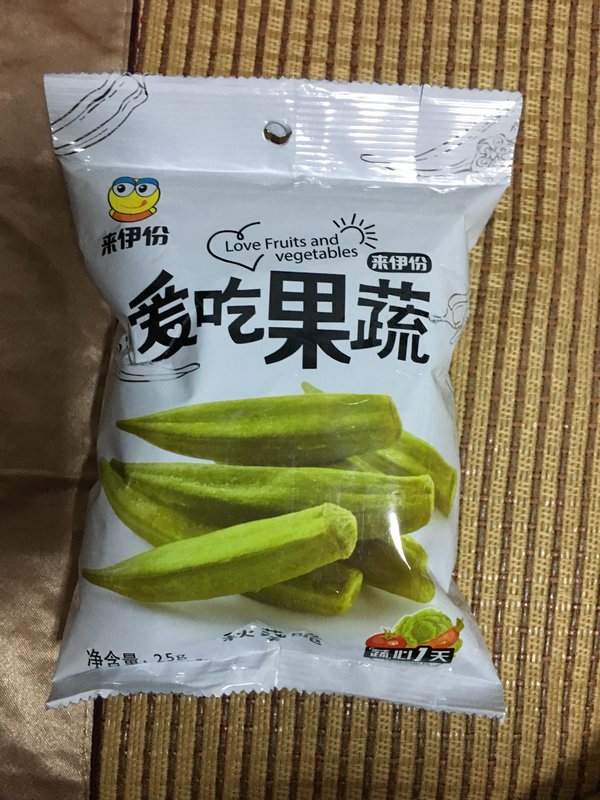 来伊份
Love Fruits and
vegetables
来伊份
爱吃果蔬
秋葵脆
净含量：25g
蔬心1天